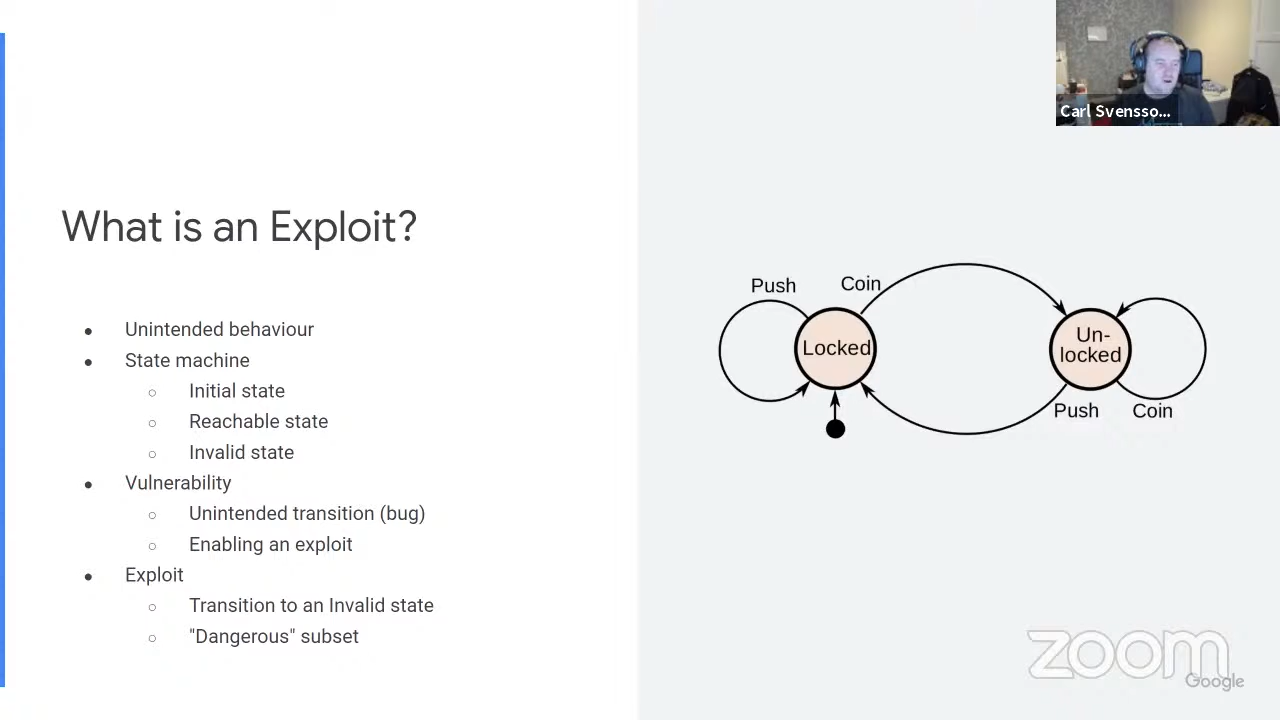 Carl Svensso...
What is an Exploit?
Unintended behaviour
State machine
Initial state
Reachable state
Invalid state
Vulnerability
Unintended transition (bug)
Enabling an exploit
Exploit
Transition to an Invalid state
"Dangerous" subset
Push
Coin
Locked
Un-
locked
Push
Coin
zoom
Google